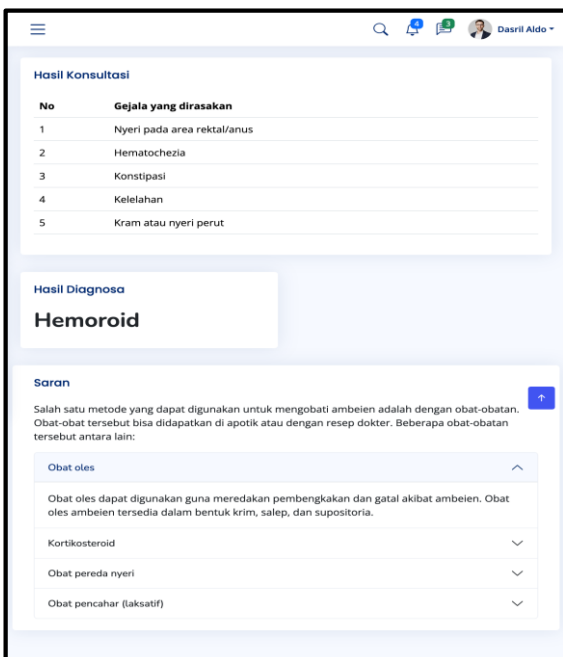 4
3
Dasril Aldo
Hasil Konsultasi
No Gejala yang dirasakan
1 Nyeri pada area rektal/anus
2 Hematochezia
3 Konstipasi
4 Kelelahan
5 Kram atau nyeri perut
Hasil Diagnosa
Hemoroid
Saran
Salah satu metode yang dapat digunakan untuk mengobati ambeien adalah dengan obat-obatan.
Obat-obat tersebut bisa didapatkan di apotik atau dengan resep dokter. Beberapa obat-obatan
tersebut antara lain:
Obat oles
Obat oles dapat digunakan guna meredakan pembengkakan dan gatal akibat ambeien. Obat
oles ambeien tersedia dalam bentuk krim, salep, dan supositoria.
Kortikosteroid
Obat pereda nyeri
Obat pencahar (laksatif)